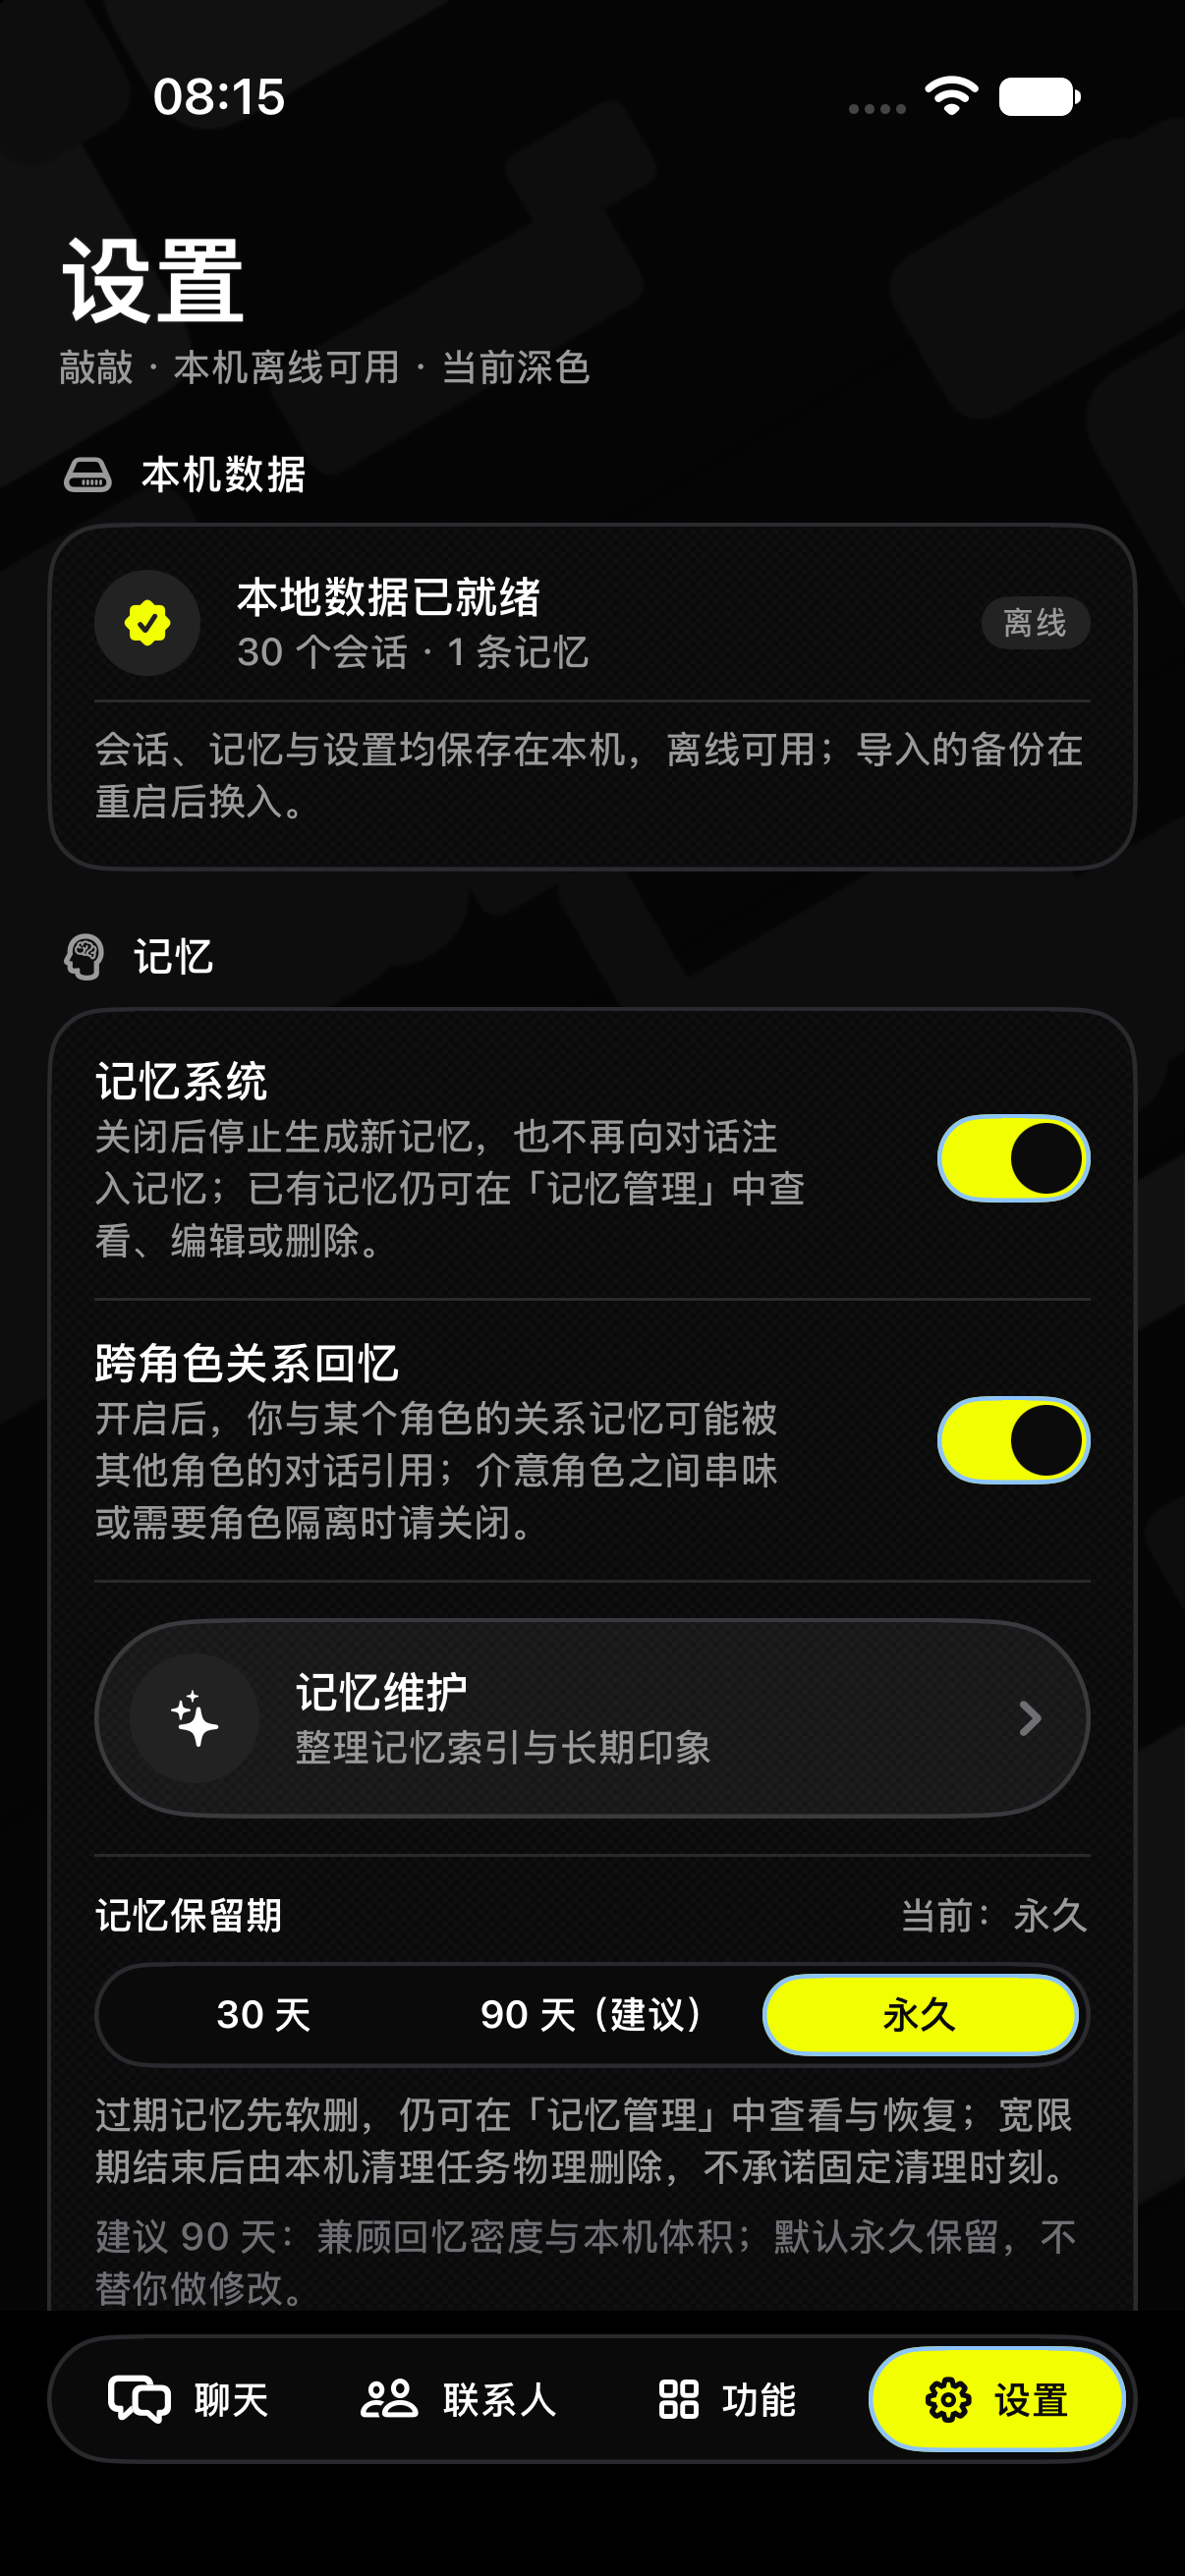 08:15
设置
敲敲 · 本机离线可用 · 当前深色
本机数据
本地数据已就绪
30 个会话 · 1 条记忆
离线
会话、记忆与设置均保存在本机，离线可用；导入的备份在
重启后换入。
记忆
记忆系统
关闭后停止生成新记忆，也不再向对话注
入记忆；已有记忆仍可在「记忆管理」中查
看、编辑或删除。
跨角色关系回忆
开启后，你与某个角色的关系记忆可能被
其他角色的对话引用；介意角色之间串味
或需要角色隔离时请关闭。
记忆维护
整理记忆索引与长期印象
记忆保留期
当前：永久
30 天
90 天（建议）
永久
过期记忆先软删，仍可在「记忆管理」中查看与恢复；宽限
期结束后由本机清理任务物理删除，不承诺固定清理时刻。
建议 90 天：兼顾回忆密度与本机体积；默认永久保留，不
替你做修改。
聊天
联系人
功能
设置